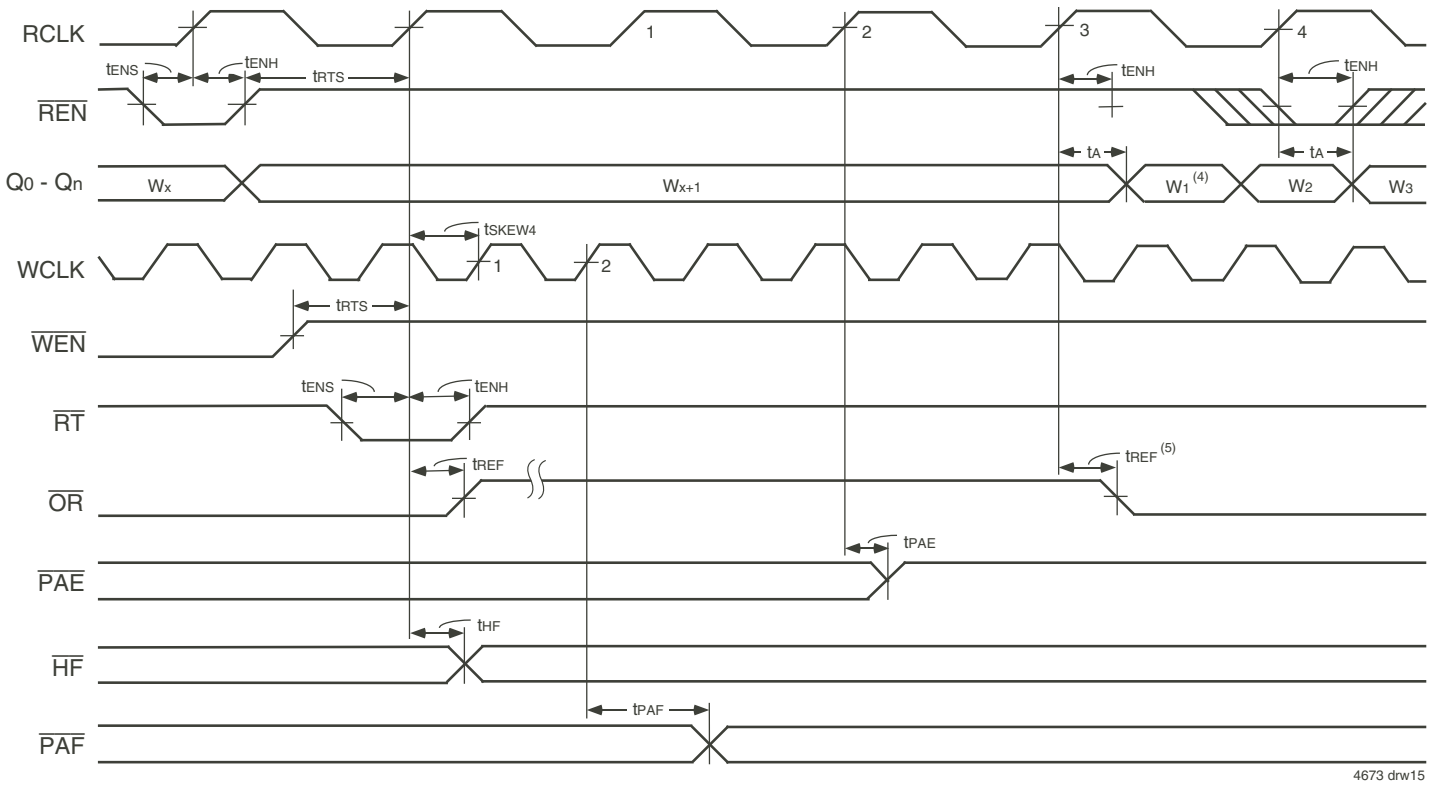 RCLK 1 2 3 4
tENS tENH tRTS tENH tENH
REN
tA tA
Q0 - Qn Wx Wx+1 W1 (4) W2 W3
tSKEW4
WCLK 1 2
tRTS
WEN
tENS tENH
RT
tREF tREF (5)
OR
tPAE
PAE
tHF
HF
tPAF
PAF
4673 drw15